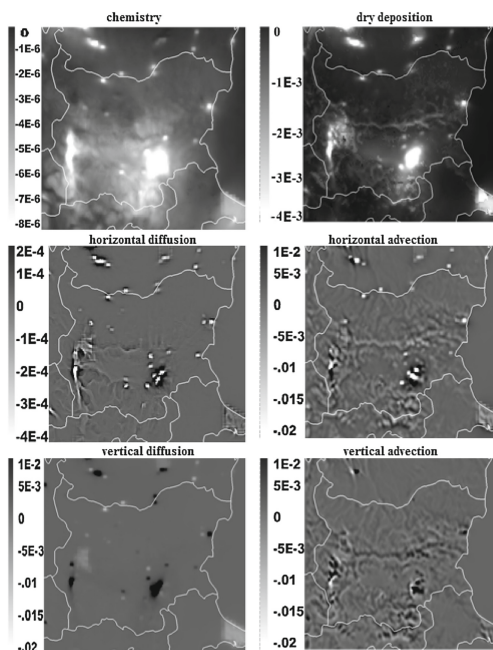 chemistry
dry deposition
0
-1E-6
-2E-6
-3E-6
-4E-6
-5E-6
-6E-6
-7E-6
-8E-6
0
-1E-3
-2E-3
-3E-3
-4E-3
horizontal diffusion
horizontal advection
2E-4
1E-4
0
-1E-4
-2E-4
-3E-4
-4E-4
1E-2
5E-3
0
-5E-3
-.01
-.015
-.02
vertical diffusion
vertical advection
1E-2
5E-3
0
-5E-3
-.01
-.015
-.02
1E-2
5E-3
0
-5E-3
-.01
-.015
-.02